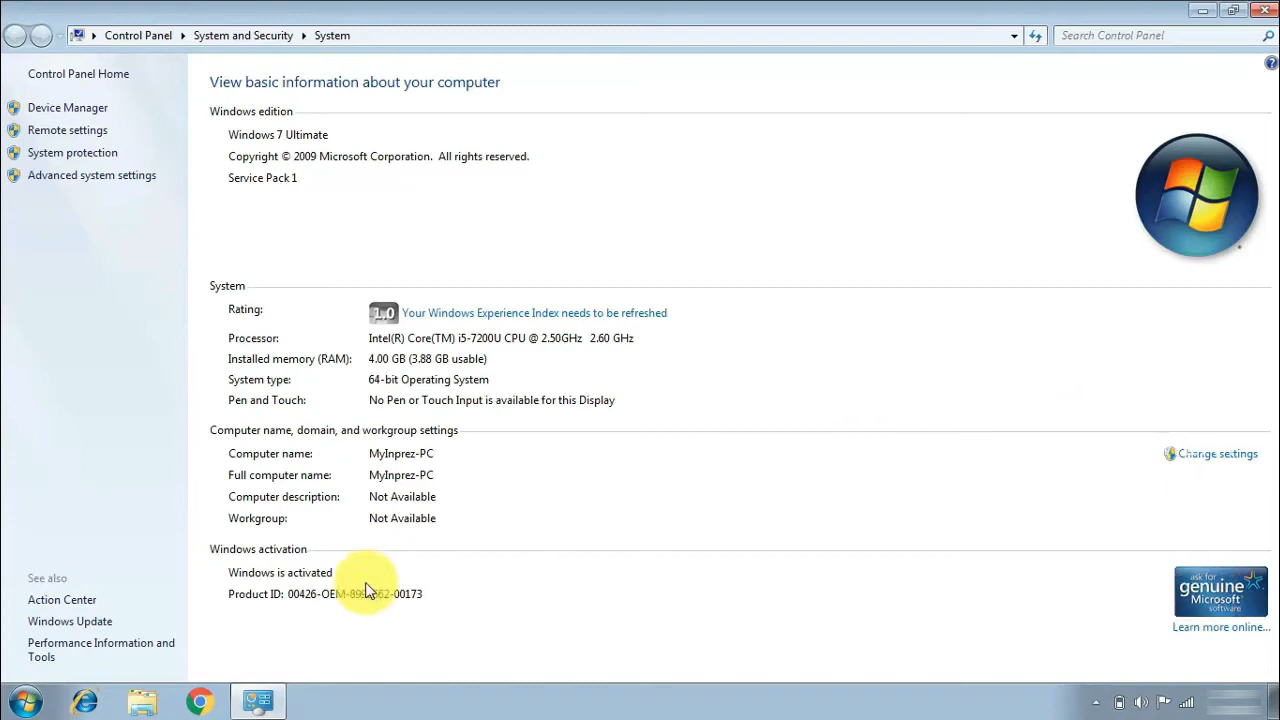 Control Panel
System and Security
System
Search Control Panel
Control Panel Home
Device Manager
Remote settings
System protection
Advanced system settings
See also
Action Center
Windows Update
Performance Information and
Tools
View basic information about your computer
Windows edition
Windows 7 Ultimate
Copyright © 2009 Microsoft Corporation. All rights reserved.
Service Pack 1
System
Rating: 1.0 Your Windows Experience Index needs to be refreshed
Processor: Intel(R) Core(TM) i5-7200U CPU @ 2.50GHz 2.60 GHz
Installed memory (RAM): 4.00 GB (3.88 GB usable)
System type: 64-bit Operating System
Pen and Touch: No Pen or Touch Input is available for this Display
Computer name, domain, and workgroup settings
Computer name: MyInprez-PC
Change settings
Full computer name: MyInprez-PC
Computer description: Not Available
Workgroup: Not Available
Windows activation
Windows is activated
Product ID: 00426-OEM-
-00173
ask for
genuine
Microsoft
software
Learn more online...